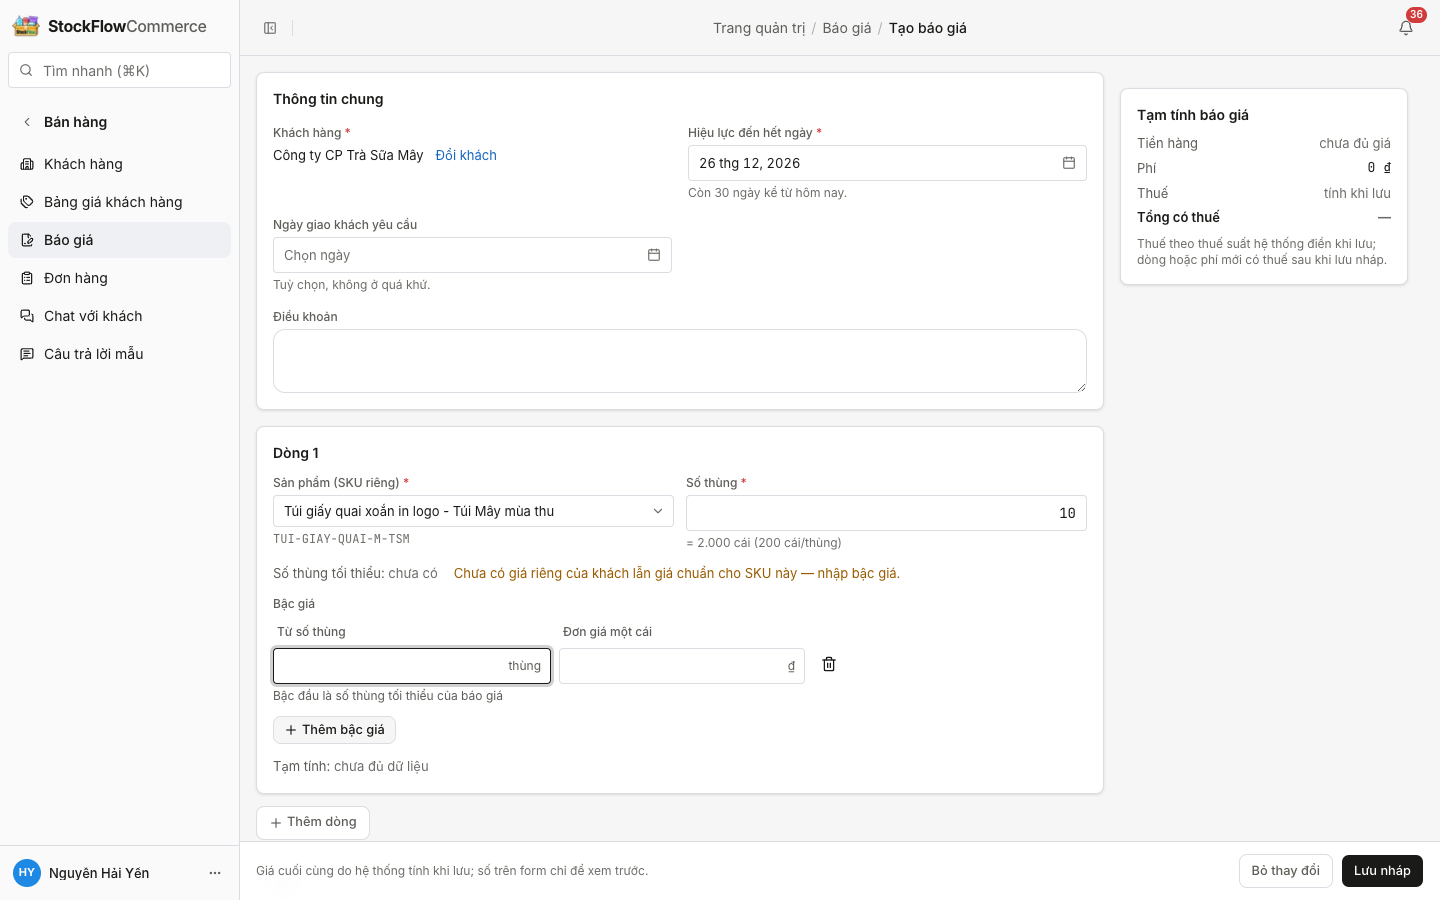 StockFlowCommerce
Tìm nhanh (⌘K)
Bán hàng
Khách hàng
Bảng giá khách hàng
Báo giá
Đơn hàng
Chat với khách
Câu trả lời mẫu
HY
Nguyễn Hải Yến
Trang quản trị / Báo giá / Tạo báo giá
36
Thông tin chung
Khách hàng *
Công ty CP Trà Sữa Mây Đổi khách
Hiệu lực đến hết ngày *
26 thg 12, 2026
Còn 30 ngày kể từ hôm nay.
Ngày giao khách yêu cầu
Chọn ngày
Tuỳ chọn, không ở quá khứ.
Điều khoản
Dòng 1
Sản phẩm (SKU riêng) *
Túi giấy quai xoắn in logo - Túi Mây mùa thu
TUI-GIAY-QUAI-M-TSM
Số thùng *
10
= 2.000 cái (200 cái/thùng)
Số thùng tối thiểu: chưa có Chưa có giá riêng của khách lẫn giá chuẩn cho SKU này — nhập bậc giá.
Bậc giá
Từ số thùng
Đơn giá một cái
thùng
₫
Bậc đầu là số thùng tối thiểu của báo giá
Thêm bậc giá
Tạm tính: chưa đủ dữ liệu
Thêm dòng
Tạm tính báo giá
Tiền hàng chưa đủ giá
Phí 0 ₫
Thuế tính khi lưu
Tổng có thuế —
Thuế theo thuế suất hệ thống điền khi lưu;
dòng hoặc phí mới có thuế sau khi lưu nháp.
Giá cuối cùng do hệ thống tính khi lưu; số trên form chỉ để xem trước.
Bỏ thay đổi
Lưu nháp